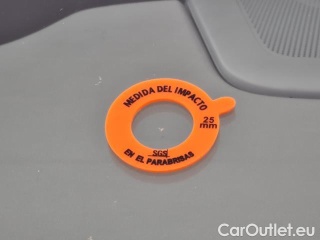 MEDIDA DEL IMPACTO
25
mm
SGS
EN EL PARABRISAS
CarOutlet.eu